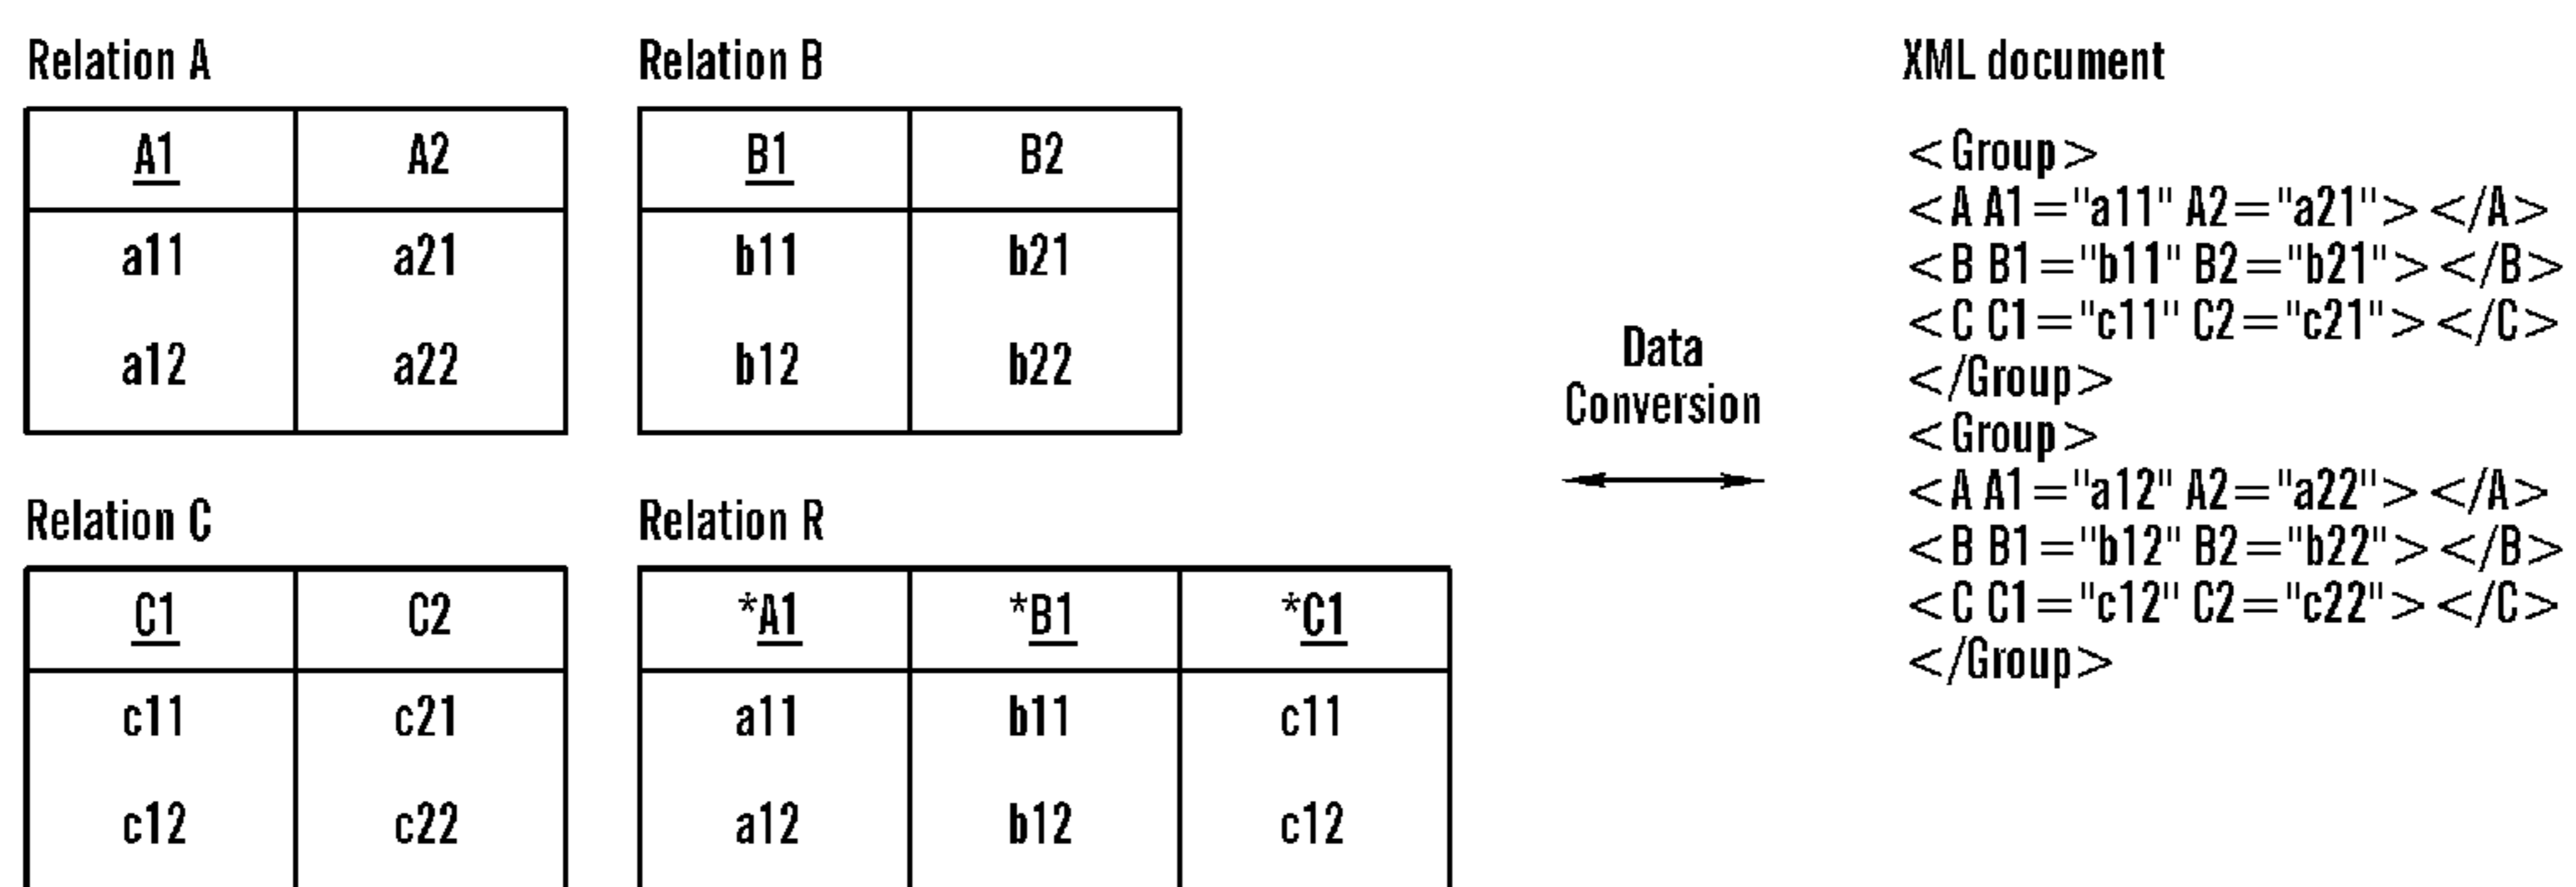 Relation A
A1 A2
a11 a21
a12 a22
Relation B
B1 B2
b11 b21
b12 b22
Relation C
C1 C2
c11 c21
c12 c22
Relation R
*A1 *B1 *C1
a11 b11 c11
a12 b12 c12
Data
Conversion
XML document
<Group>
<A A1="a11" A2="a21"></A>
<B B1="b11" B2="b21"></B>
<C C1="c11" C2="c21"></C>
</Group>
<Group>
<A A1="a12" A2="a22"></A>
<B B1="b12" B2="b22"></B>
<C C1="c12" C2="c22"></C>
</Group>